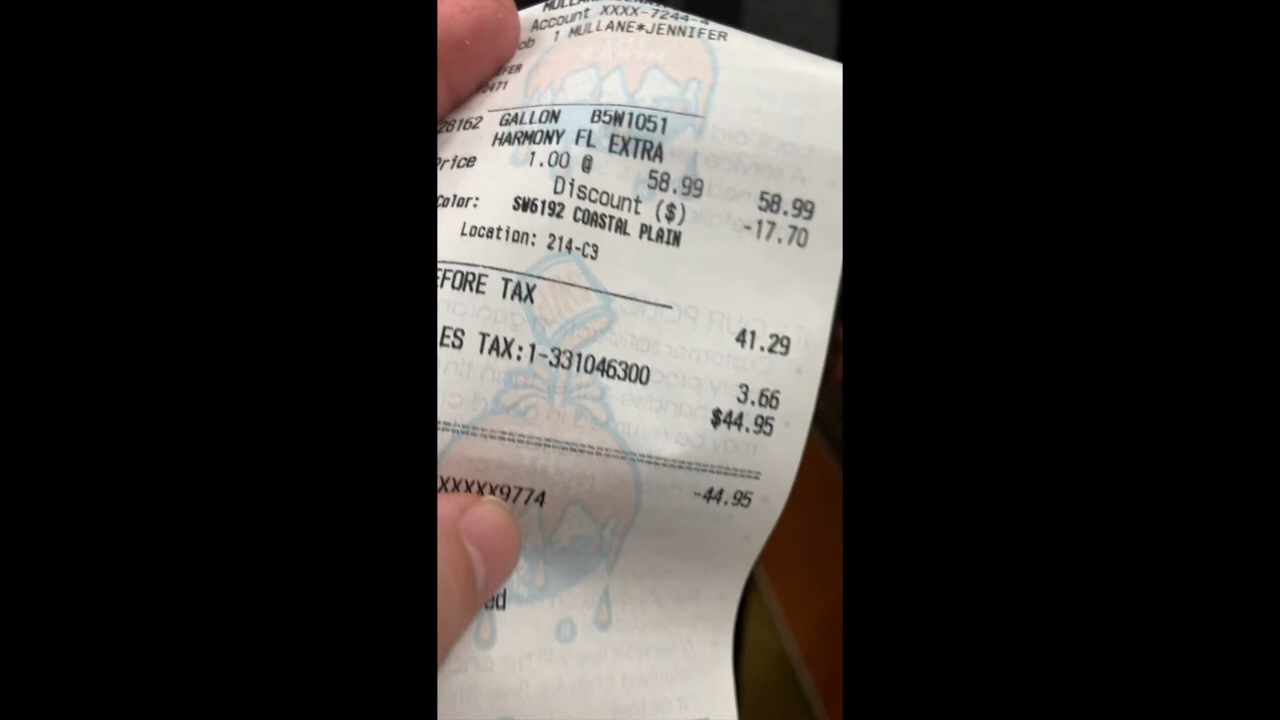 Account XXXX-7244-4
ob 1 MULLANE*JENNIFER
28162 GALLON B5W1051
HARMONY FL EXTRA
Price 1.00 @ 58.99 58.99
Discount ($) -17.70
Color: SW6192 COASTAL PLAIN
Location: 214-C3
EFORE TAX 41.29
ES TAX:1-331046300 3.66
$44.95
XXXXX9774 -44.95